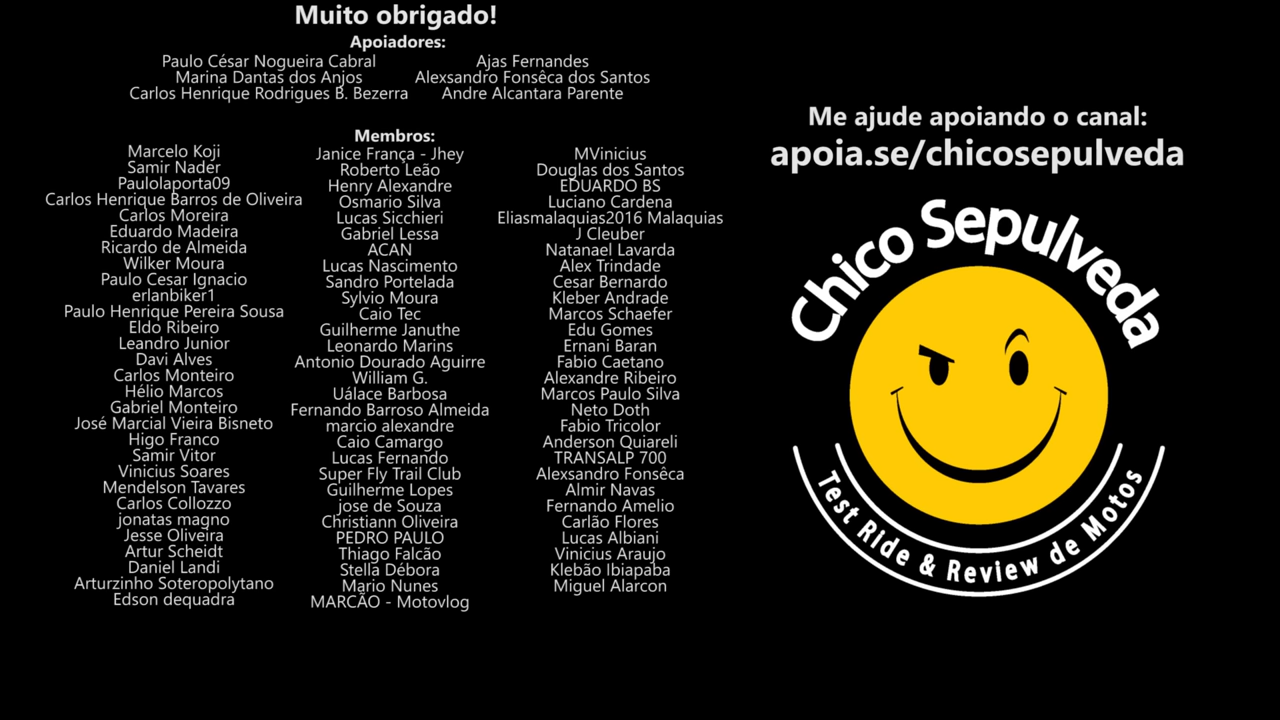 Muito obrigado!
Apoiadores:
Paulo César Nogueira Cabral
Marina Dantas dos Anjos
Carlos Henrique Rodrigues B. Bezerra
Ajas Fernandes
Alexsandro Fonsêca dos Santos
Andre Alcantara Parente
Membros:
Marcelo Koji
Samir Nader
Paulolaporta09
Carlos Henrique Barros de Oliveira
Carlos Moreira
Eduardo Madeira
Ricardo de Almeida
Wilker Moura
Paulo Cesar Ignacio
erlanbiker1
Paulo Henrique Pereira Sousa
Eldo Ribeiro
Leandro Junior
Davi Alves
Carlos Monteiro
Hélio Marcos
Gabriel Monteiro
José Marcial Vieira Bisneto
Higo Franco
Samir Vitor
Vinicius Soares
Mendelson Tavares
Carlos Collozzo
jonatas magno
Jesse Oliveira
Artur Scheidt
Daniel Landi
Arturzinho Soteropolytano
Edson dequadra
Janice França - Jhey
Roberto Leão
Henry Alexandre
Osmario Silva
Lucas Sicchieri
Gabriel Lessa
ACAN
Lucas Nascimento
Sandro Portelada
Sylvio Moura
Caio Tec
Guilherme Januthe
Leonardo Marins
Antonio Dourado Aguirre
William G.
Uálace Barbosa
Fernando Barroso Almeida
marcio alexandre
Caio Camargo
Lucas Fernando
Super Fly Trail Club
Guilherme Lopes
jose de Souza
Christiann Oliveira
PEDRO PAULO
Thiago Falcão
Stella Débora
Mario Nunes
MARCÃO - Motovlog
MVinicius
Douglas dos Santos
EDUARDO BS
Luciano Cardena
Eliasmalaquias2016 Malaquias
J Cleuber
Natanael Lavarda
Alex Trindade
Cesar Bernardo
Kleber Andrade
Marcos Schaefer
Edu Gomes
Ernani Baran
Fabio Caetano
Alexandre Ribeiro
Marcos Paulo Silva
Neto Doth
Fabio Tricolor
Anderson Quiareli
TRANSALP 700
Alexsandro Fonsêca
Almir Navas
Fernando Amelio
Carlão Flores
Lucas Albiani
Vinicius Araujo
Klebão Ibiapaba
Miguel Alarcon
Me ajude apoiando o canal:
apoia.se/chicosepulveda
Chico Sepulveda
Test Ride & Review de Motos